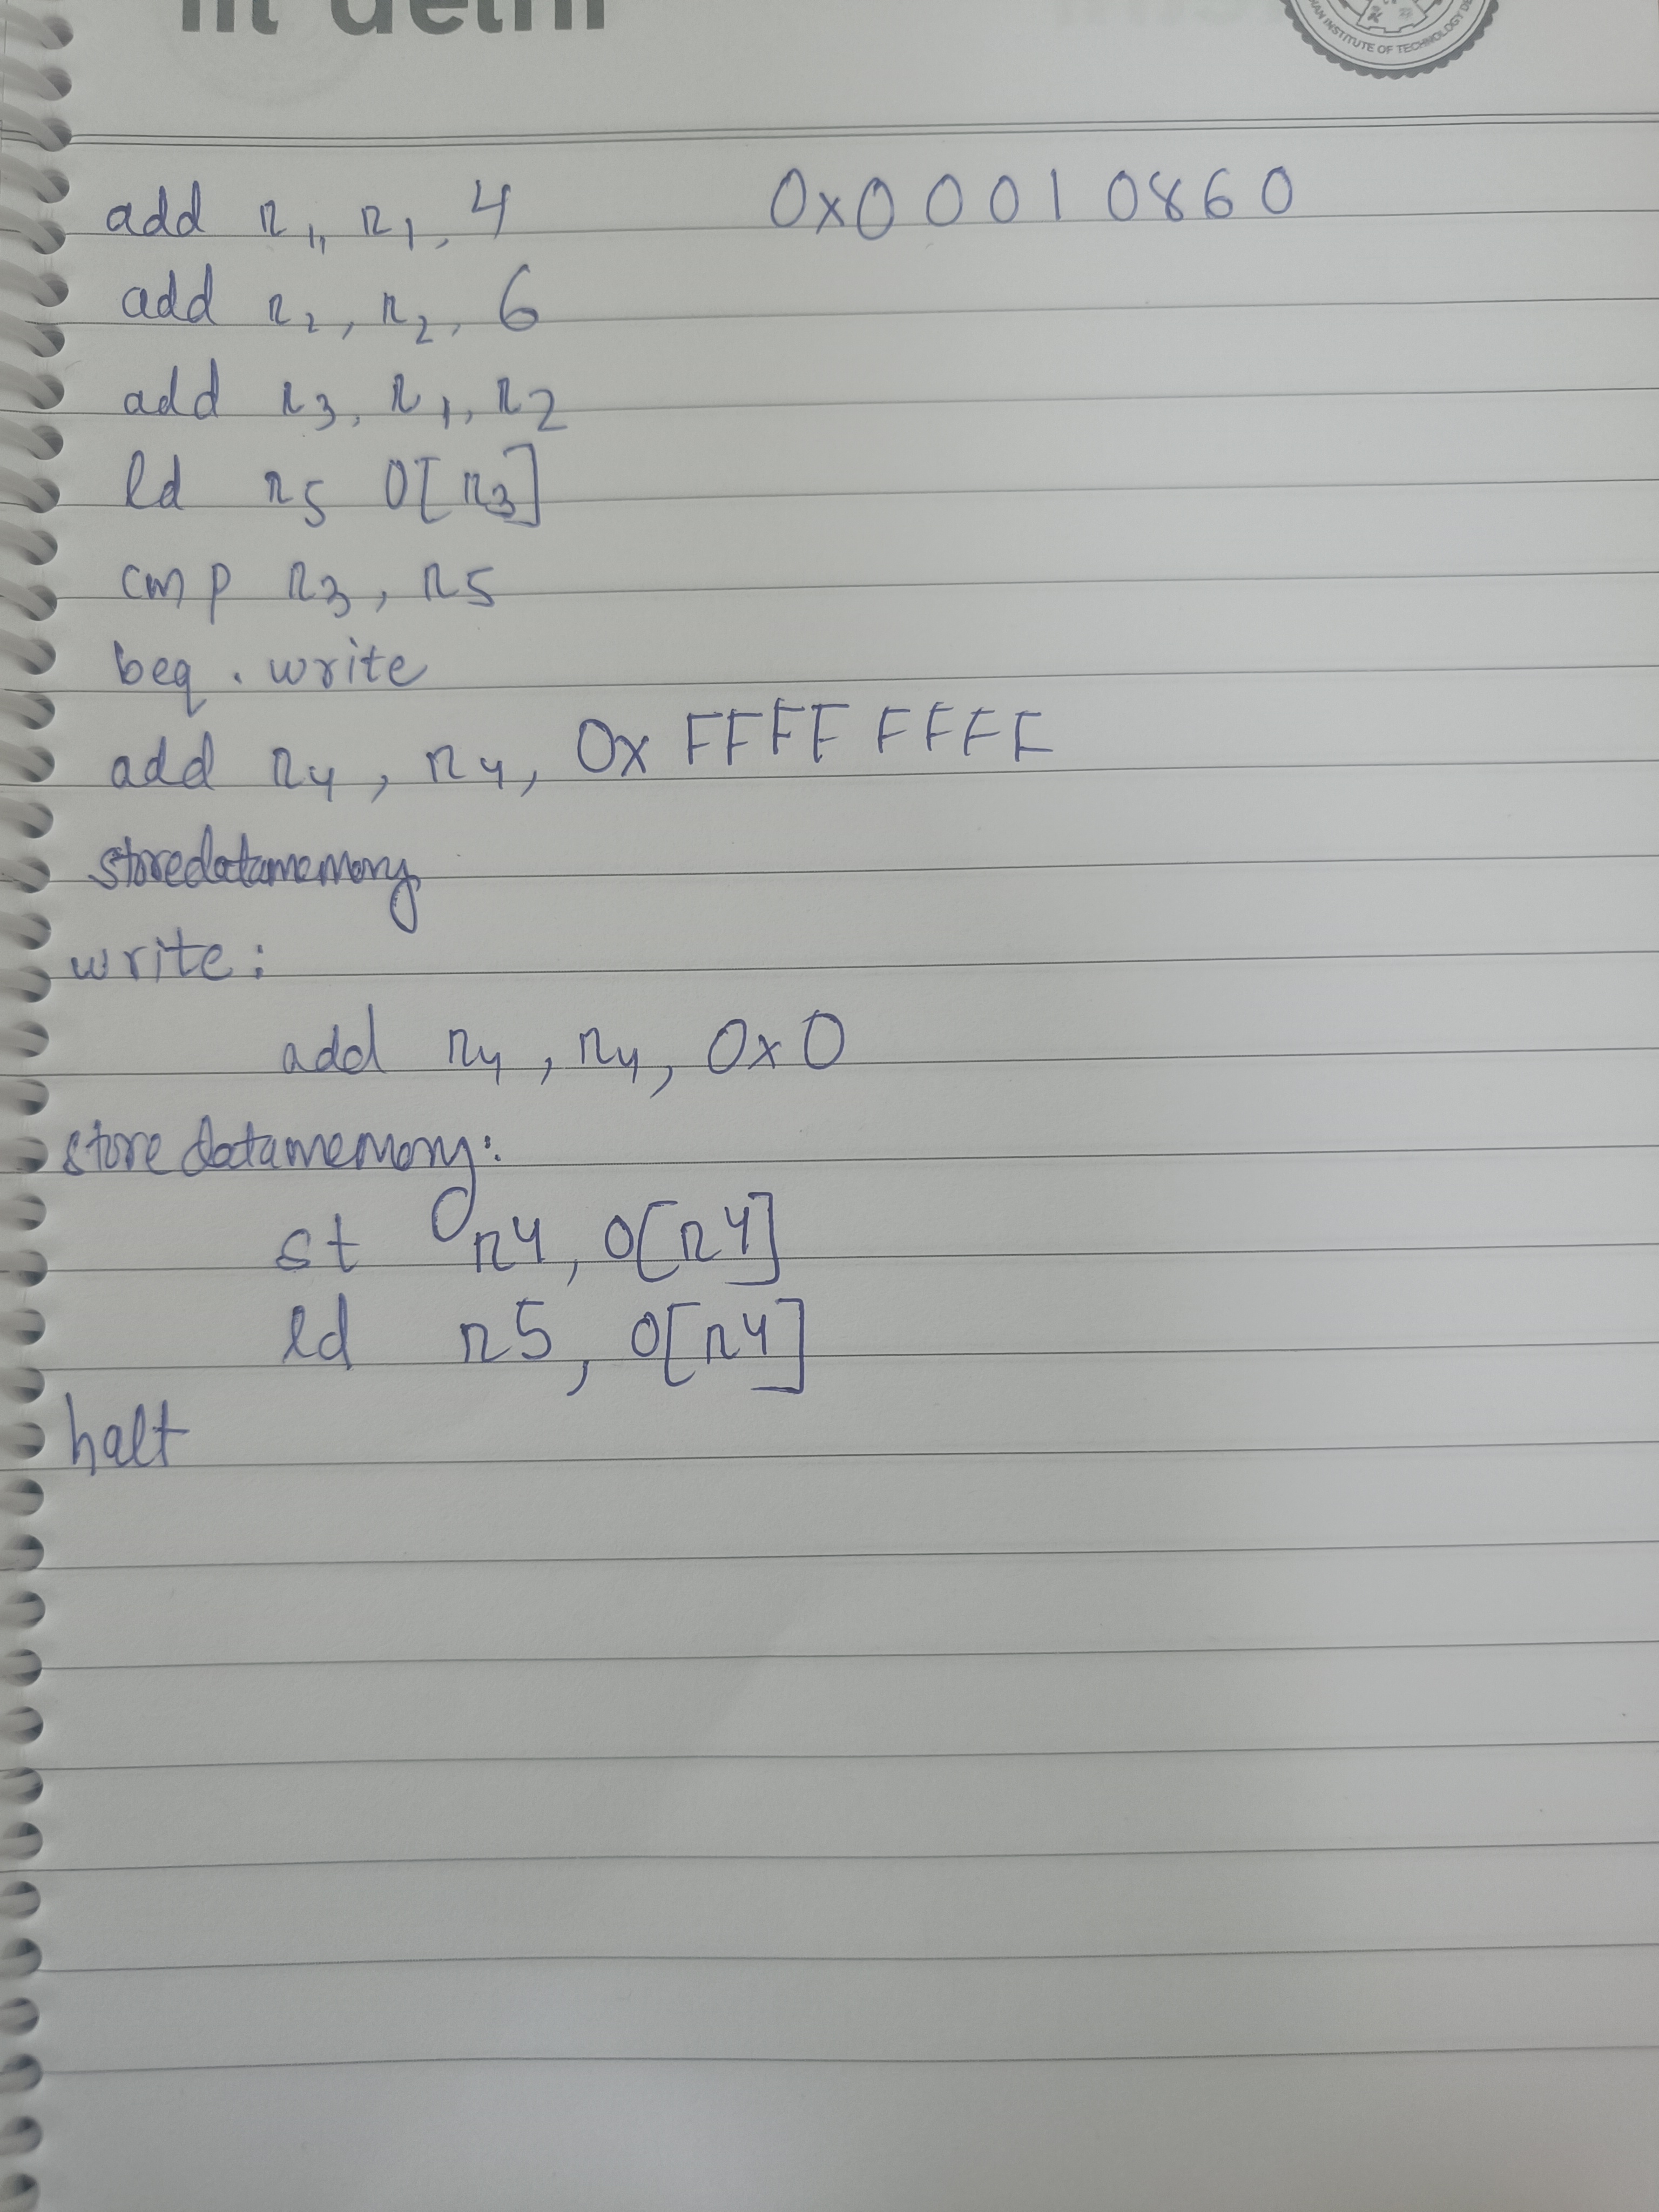 iit delhi
INSTITUTE OF TECHNOLOGY
add r1, r1, 4 0x00010860
add r2, r2, 6
add r3, r1, r2
ld r5 0[r3]
cmp r3, r5
beq .write
add r4, r4, 0x FFFF FFFF
storedatamemory
write:
add r4, r4, 0x0
storedatamemory:
st r4, 0[r4]
ld r5, 0[r4]
halt